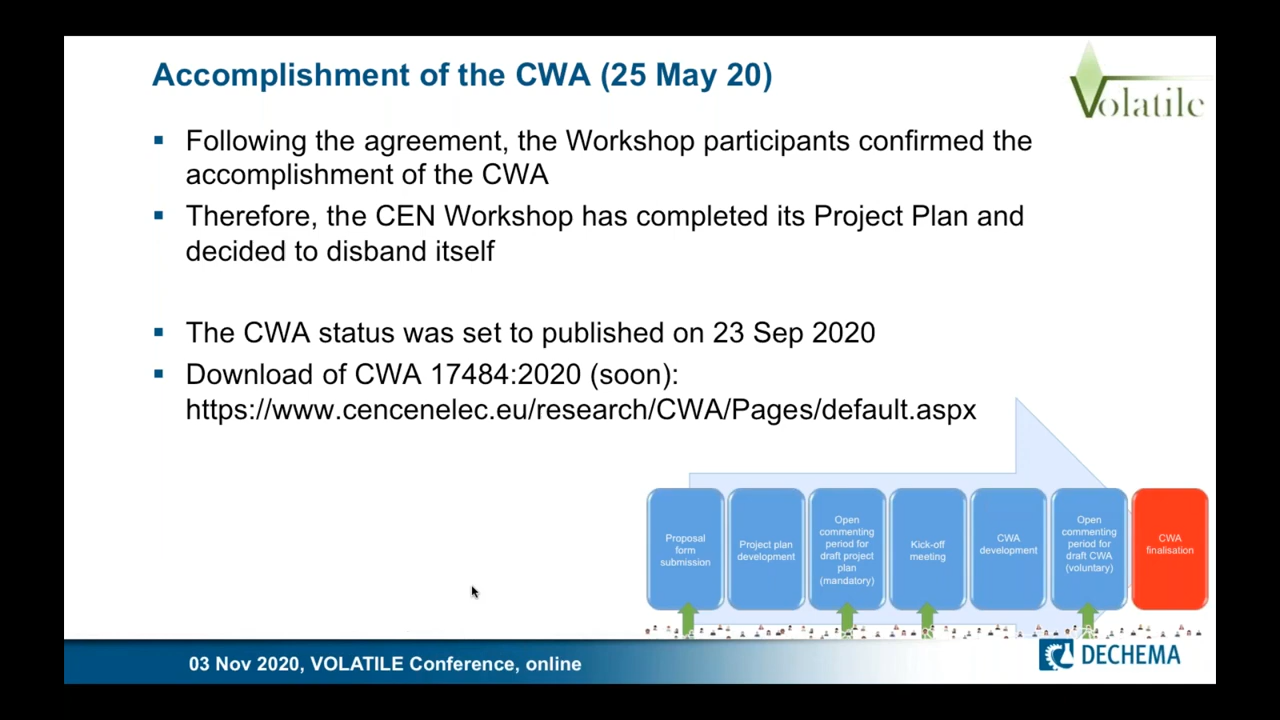 Accomplishment of the CWA (25 May 20)
Volatile
Following the agreement, the Workshop participants confirmed the
accomplishment of the CWA
Therefore, the CEN Workshop has completed its Project Plan and
decided to disband itself
The CWA status was set to published on 23 Sep 2020
Download of CWA 17484:2020 (soon):
https://www.cencenelec.eu/research/CWA/Pages/default.aspx
Proposal
form
submission
Project plan
development
Open
commenting
period for
draft project
plan
(mandatory)
Kick-off
meeting
CWA
development
Open
commenting
period for
draft CWA
(voluntary)
CWA
finalisation
03 Nov 2020, VOLATILE Conference, online
DECHEMA